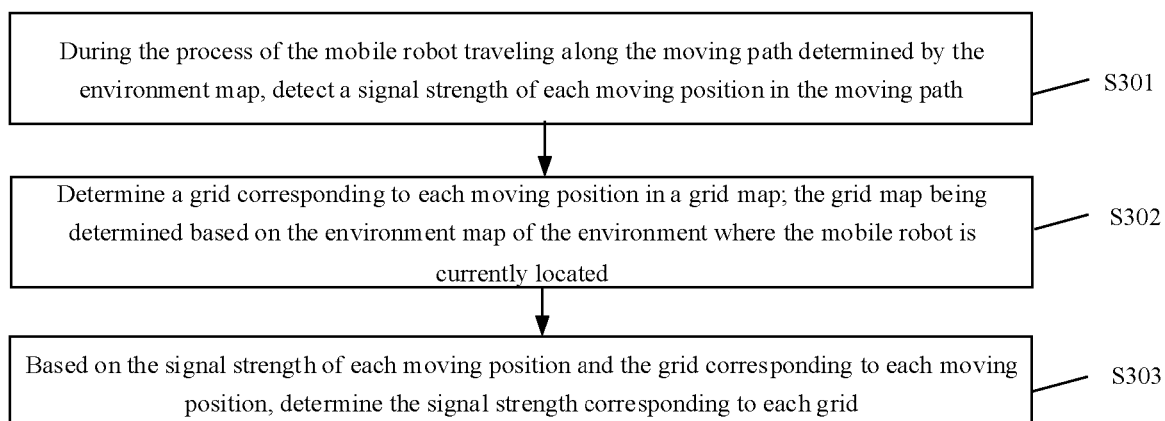 During the process of the mobile robot traveling along the moving path determined by the
environment map, detect a signal strength of each moving position in the moving path
S301
Determine a grid corresponding to each moving position in a grid map; the grid map being
determined based on the environment map of the environment where the mobile robot is
currently located
S302
Based on the signal strength of each moving position and the grid corresponding to each moving
position, determine the signal strength corresponding to each grid
S303